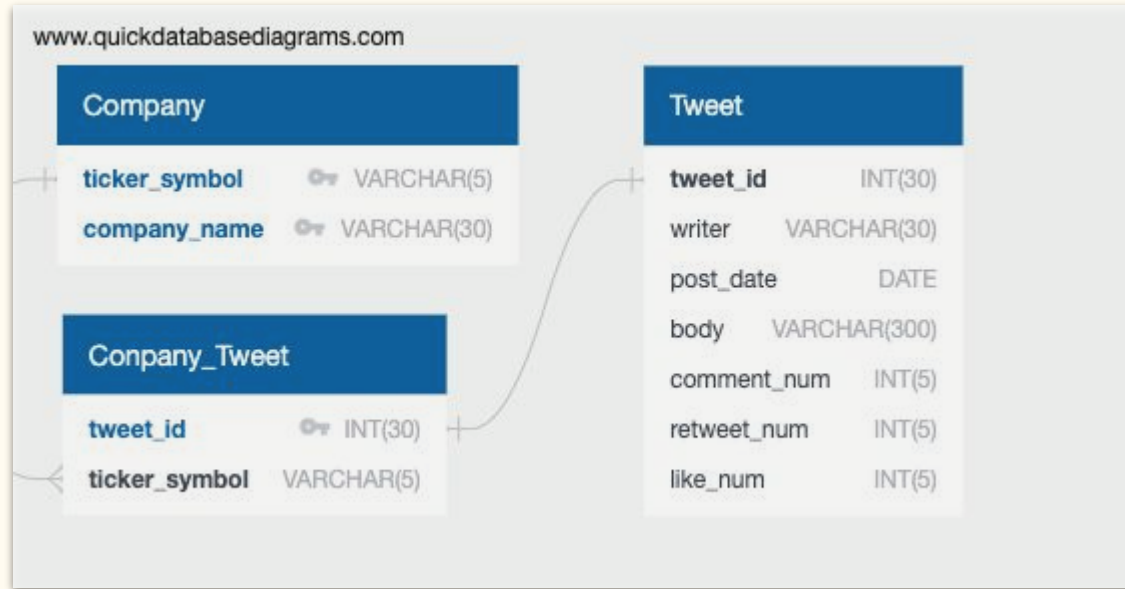 www.quickdatabasediagrams.com
Company
ticker_symbol VARCHAR(5)
company_name VARCHAR(30)
Conpany_Tweet
tweet_id INT(30)
ticker_symbol VARCHAR(5)
Tweet
tweet_id INT(30)
writer VARCHAR(30)
post_date DATE
body VARCHAR(300)
comment_num INT(5)
retweet_num INT(5)
like_num INT(5)